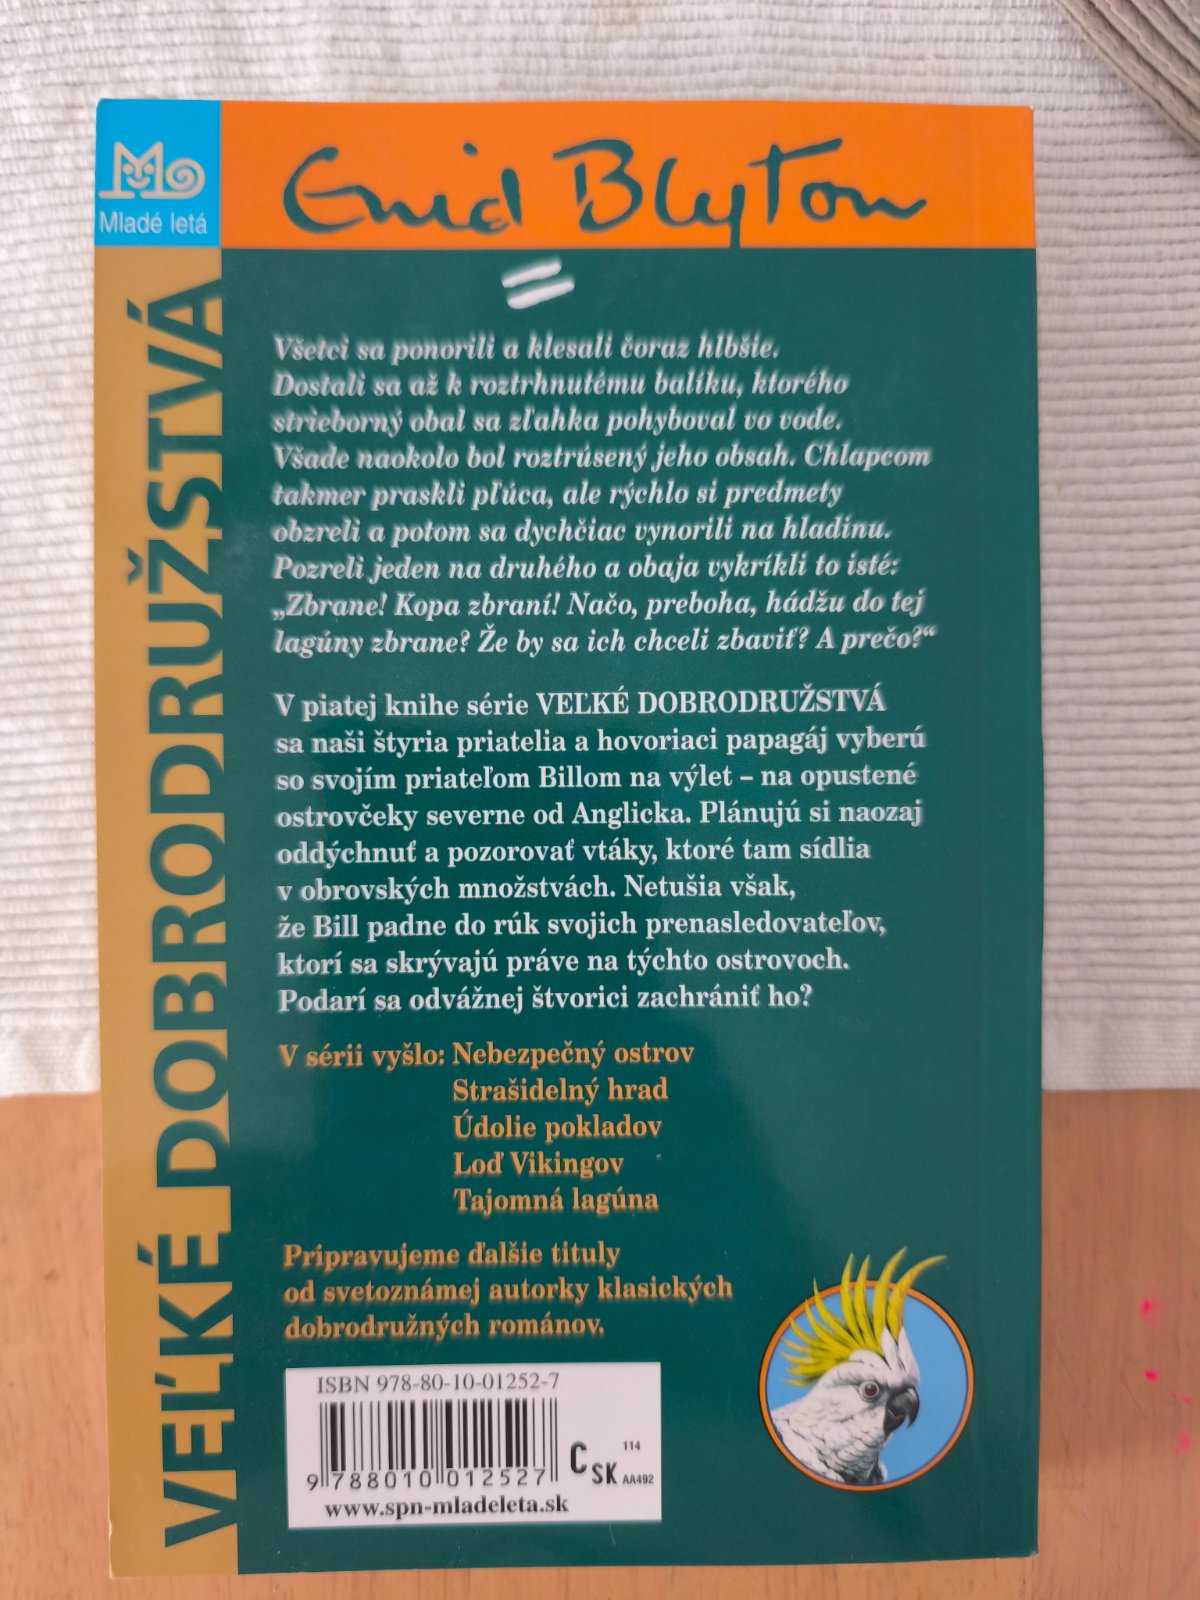 Mladé letá
Enid Blyton
VEĽKÉ DOBRODRUŽSTVÁ
Všetci sa ponorili a klesali čoraz hlbšie.
Dostali sa až k roztrhnutému balíku, ktorého
strieborný obal sa zľahka pohyboval vo vode.
Všade naokolo bol roztrúsený jeho obsah. Chlapcom
takmer praskli pľúca, ale rýchlo si predmety
obzreli a potom sa dychčiac vynorili na hladinu.
Pozreli jeden na druhého a obaja vykríkli to isté:
„Zbrane! Kopa zbraní! Načo, preboha, hádžu do tej
lagúny zbrane? Že by sa ich chceli zbaviť? A prečo?“
V piatej knihe série VEĽKÉ DOBRODRUŽSTVÁ
sa naši štyria priatelia a hovoriaci papagáj vyberú
so svojím priateľom Billom na výlet – na opustené
ostrovčeky severne od Anglicka. Plánujú si naozaj
oddýchnuť a pozorovať vtáky, ktoré tam sídlia
v obrovských množstvách. Netušia však,
že Bill padne do rúk svojich prenasledovateľov,
ktorí sa skrývajú práve na týchto ostrovoch.
Podarí sa odvážnej štvorici zachrániť ho?
V sérii vyšlo: Nebezpečný ostrov
Strašidelný hrad
Údolie pokladov
Loď Vikingov
Tajomná lagúna
Pripravujeme ďalšie tituly
od svetoznámej autorky klasických
dobrodružných románov.
ISBN 978-80-10-01252-7
9 788010 012527
C SK 114 AA492
www.spn-mladeleta.sk